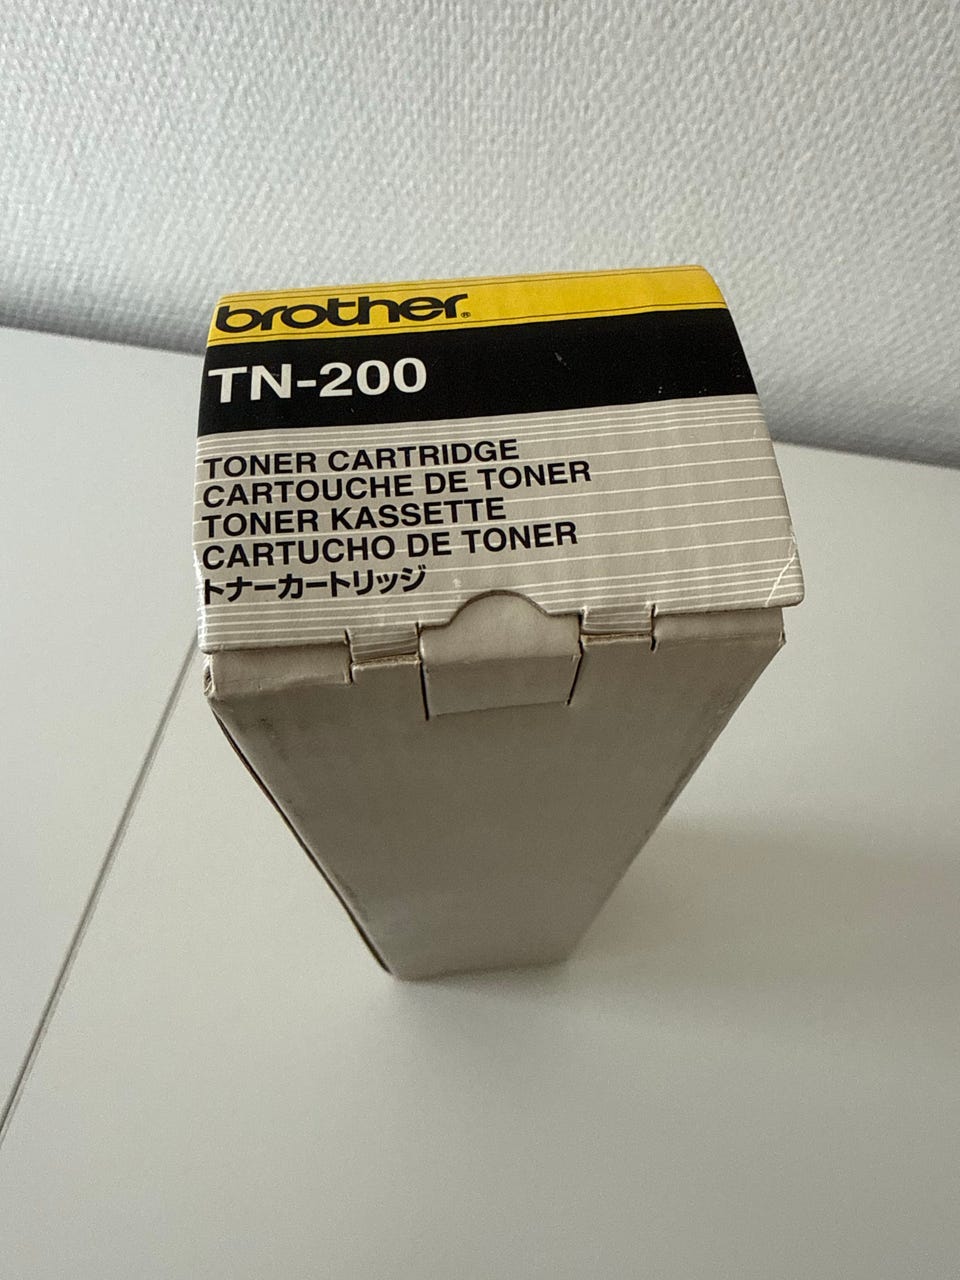 brother®
TN-200
TONER CARTRIDGE
CARTOUCHE DE TONER
TONER KASSETTE
CARTUCHO DE TONER
トナーカートリッジ